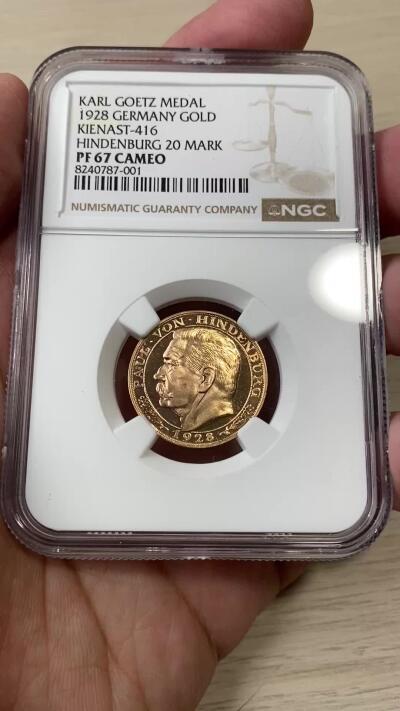 KARL GOETZ MEDAL
1928 GERMANY GOLD
KIENAST-416
HINDENBURG 20 MARK
PF 67 CAMEO
8240787-001
NUMISMATIC GUARANTY COMPANY NGC
PAUL · VON · HINDENBURG
1928